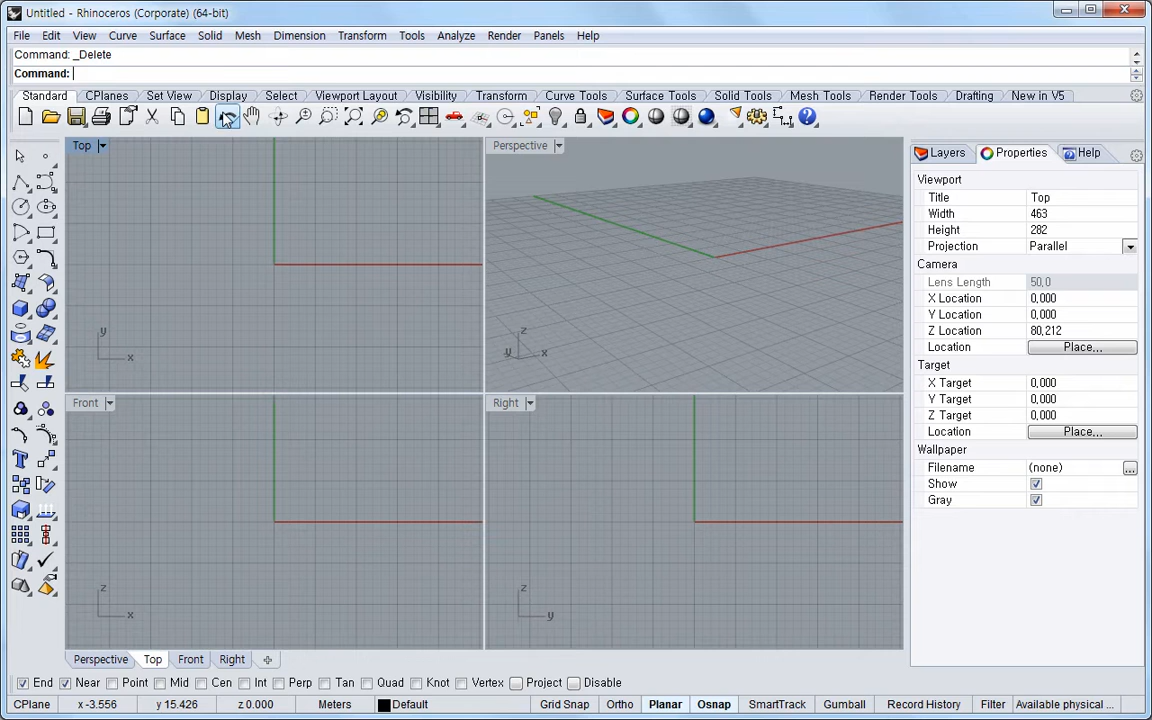 Untitled - Rhinoceros (Corporate) (64-bit)
File Edit View Curve Surface Solid Mesh Dimension Transform Tools Analyze Render Panels Help
Command: _Delete
Command:
Standard CPlanes Set View Display Select Viewport Layout Visibility Transform Curve Tools Surface Tools Solid Tools Mesh Tools Render Tools Drafting New in V5
Top Perspective Layers Properties Help
Viewport
Title Top
Width 463
Height 282
Projection Parallel
Camera
Lens Length 50,0
X Location 0,000
Y Location 0,000
Z Location 80,212
Location Place...
Target
X Target 0,000
Y Target 0,000
Z Target 0,000
Location Place...
Wallpaper
Filename (none) ...
Show
Gray
y x
z y x
Front Right
z x
z y
Perspective Top Front Right
End Near Point Mid Cen Int Perp Tan Quad Knot Vertex Project Disable
CPlane x -3.556 y 15.426 z 0.000 Meters Default Grid Snap Ortho Planar Osnap SmartTrack Gumball Record History Filter Available physical ...